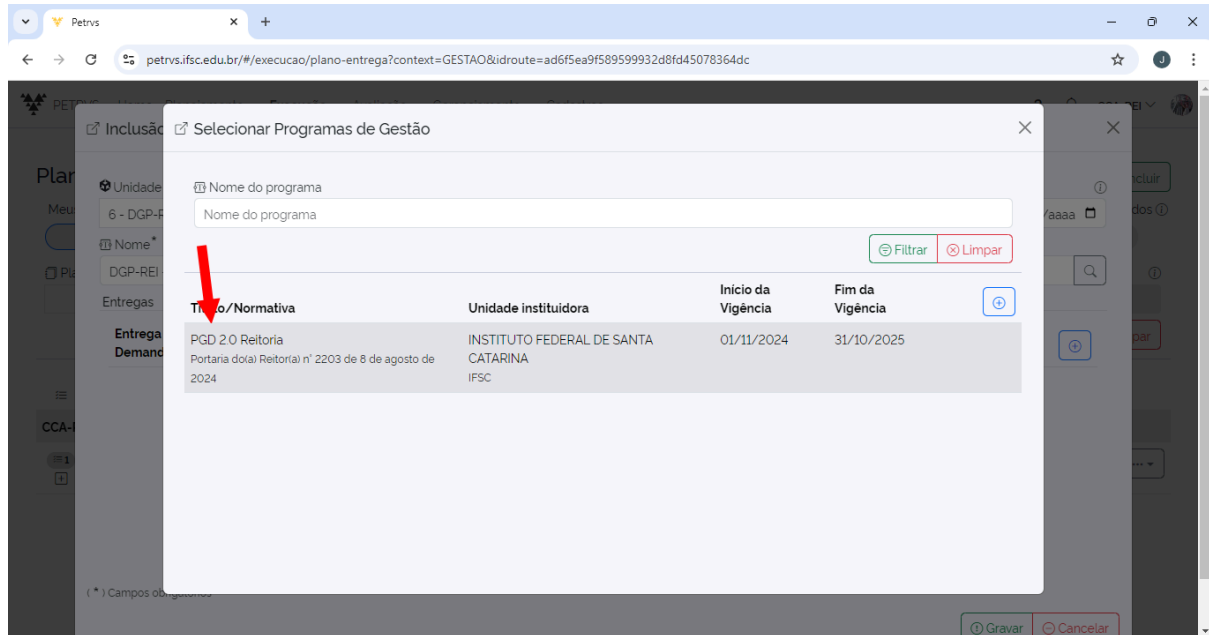 Petrvs
petrvs.ifsc.edu.br/#/execucao/plano-entrega?context=GESTAO&idroute=ad6f5ea9f589599932d8fd45078364dc
J
PET
Inclusão
Selecionar Programas de Gestão
Plan
Unidade
Nome do programa
ncluir
Meu
6 - DGP-R
Nome do programa
/aaaa
dos
Nome*
Filtrar
Limpar
Pla
DGP-REI
Entregas
Título/Normativa
Unidade instituidora
Início da
Vigência
Fim da
Vigência
Entrega
Demand
PGD 2.0 Reitoria
Portaria do(a) Reitor(a) n° 2203 de 8 de agosto de
2024
INSTITUTO FEDERAL DE SANTA
CATARINA
IFSC
01/11/2024
31/10/2025
par
CCA-R
1
(*) Campos ob
Gravar
Cancelar